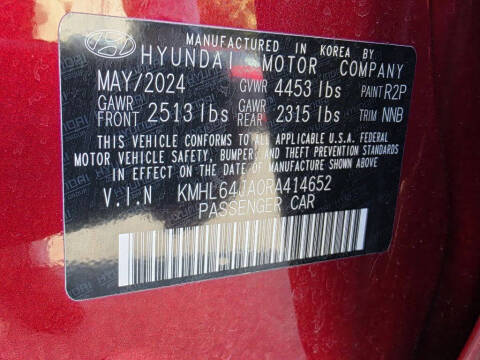 MANUFACTURED IN KOREA BY
HYUNDAI MOTOR COMPANY
MAY/2024 GVWR 4453 lbs PAINT R2P
GAWR FRONT 2513 lbs GAWR REAR 2315 lbs TRIM NNB
THIS VEHICLE CONFORMS TO ALL APPLICABLE U.S.A. FEDERAL
MOTOR VEHICLE SAFETY, BUMPER, AND THEFT PREVENTION STANDARDS
IN EFFECT ON THE DATE OF MANUFACTURE SHOWN ABOVE.
V.I.N KMHL64JA0RA414652
PASSENGER CAR